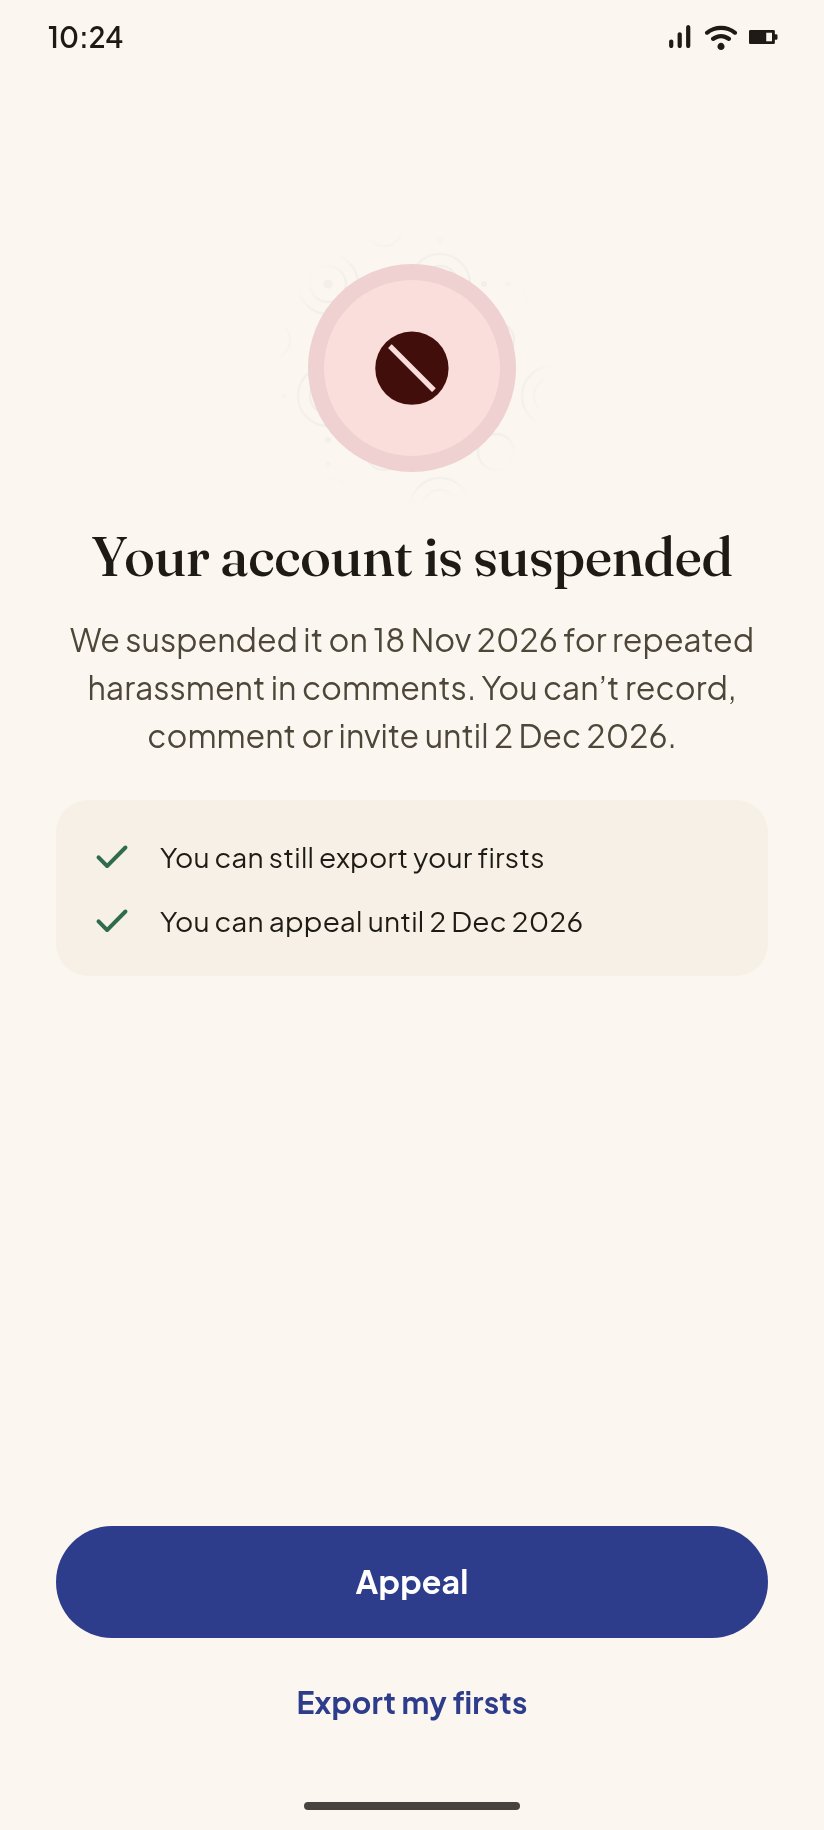 10:24
Your account is suspended
We suspended it on 18 Nov 2026 for repeated
harassment in comments. You can’t record,
comment or invite until 2 Dec 2026.
You can still export your firsts
You can appeal until 2 Dec 2026
Appeal
Export my firsts